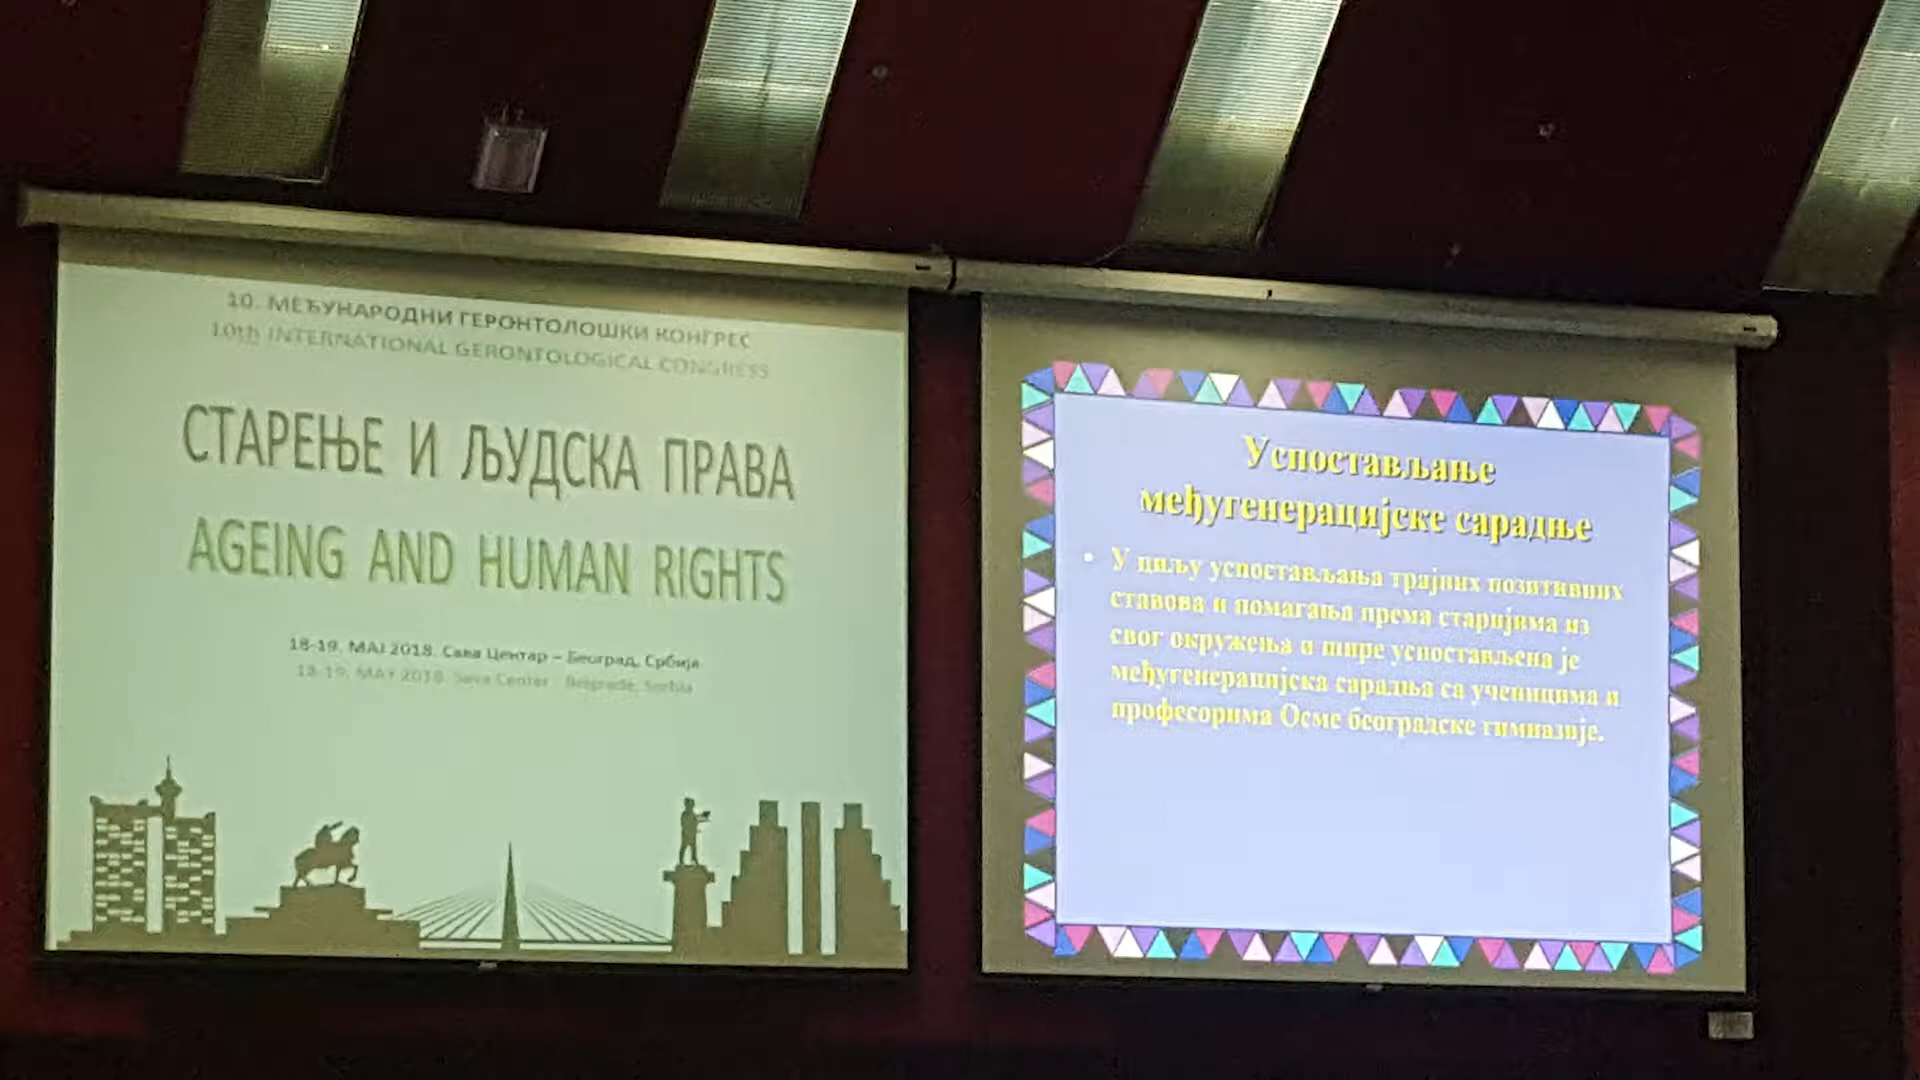 10. МЕЂУНАРОДНИ ГЕРОНТОЛОШКИ КОНГРЕС
10th INTERNATIONAL GERONTOLOGICAL CONGRESS
СТАРЕЊЕ И ЉУДСКА ПРАВА
AGEING AND HUMAN RIGHTS
18-19. МАЈ 2018. Сава Центар – Београд, Србија
18-19. MAY 2018. Sava Center - Belgrade, Serbia
Успостављање
међугенерацијске сарадње
• У циљу успостављања трајних позитивних
ставова и помагања према старијима из
свог окружења и шире успостављена је
међугенерацијска сарадња са ученицима и
професорима Осме београдске гимназије.